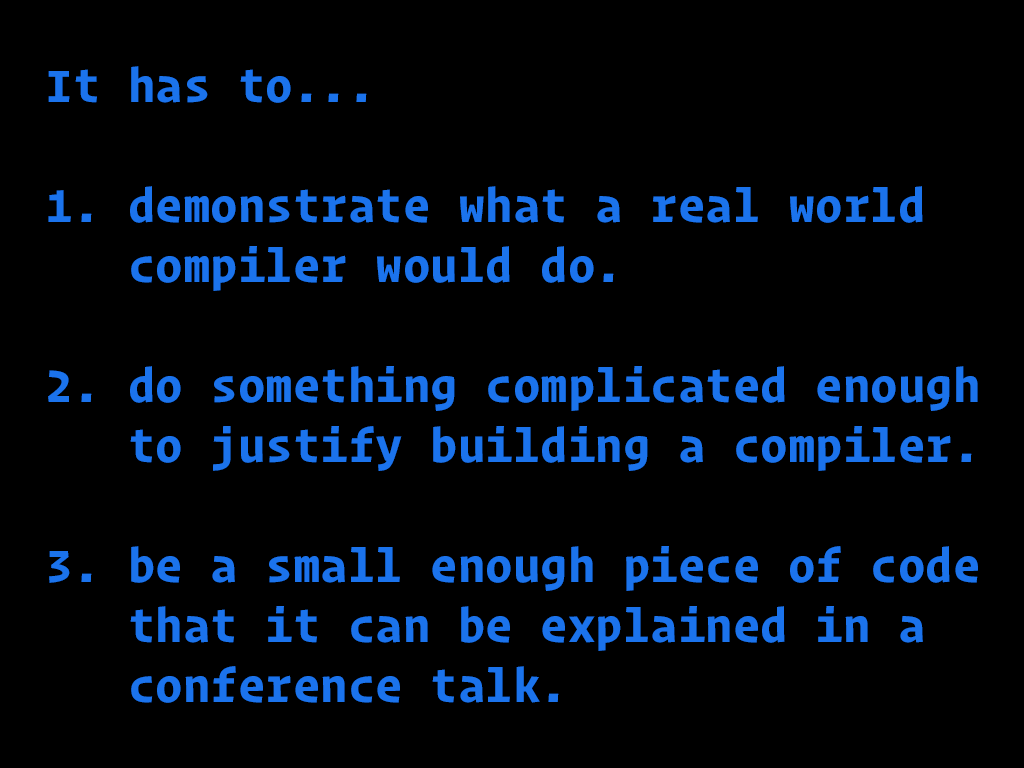 It has to...
1. demonstrate what a real world
compiler would do.
2. do something complicated enough
to justify building a compiler.
3. be a small enough piece of code
that it can be explained in a
conference talk.